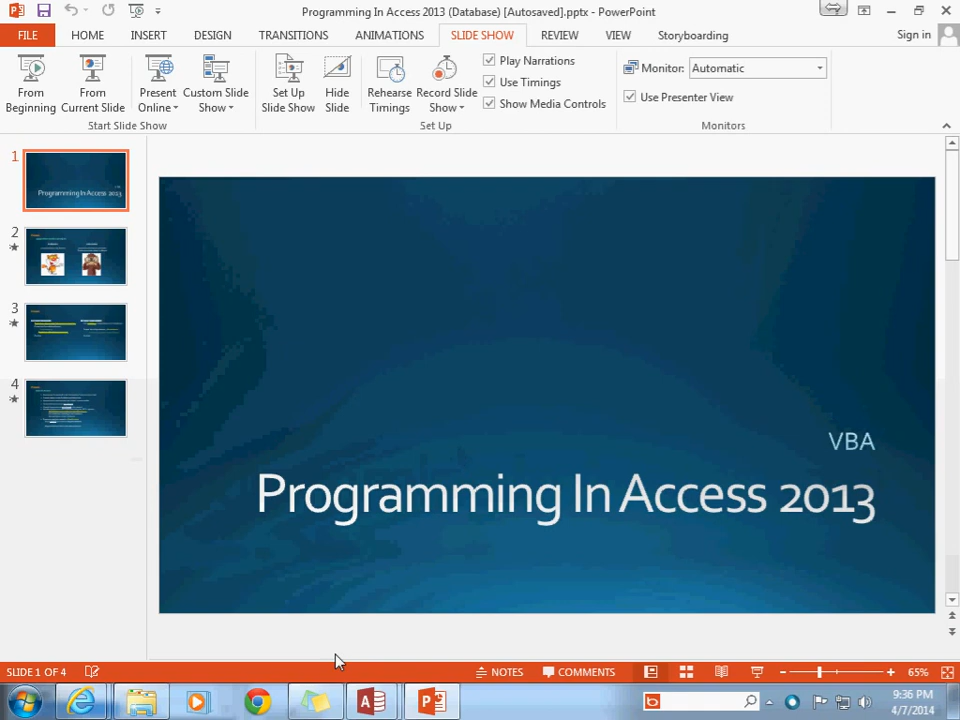 Programming In Access 2013 (Database) [Autosaved].pptx - PowerPoint
FILE HOME INSERT DESIGN TRANSITIONS ANIMATIONS SLIDE SHOW REVIEW VIEW Storyboarding Sign in
From Beginning
From Current Slide
Present Online
Custom Slide Show
Set Up Slide Show
Hide Slide
Rehearse Timings
Record Slide Show
Play Narrations
Use Timings
Show Media Controls
Monitor: Automatic
Use Presenter View
Start Slide Show
Set Up
Monitors
1
Programming In Access 2013
2
3
4
VBA
Programming In Access 2013
SLIDE 1 OF 4
NOTES
COMMENTS
65%
9:36 PM
4/7/2014